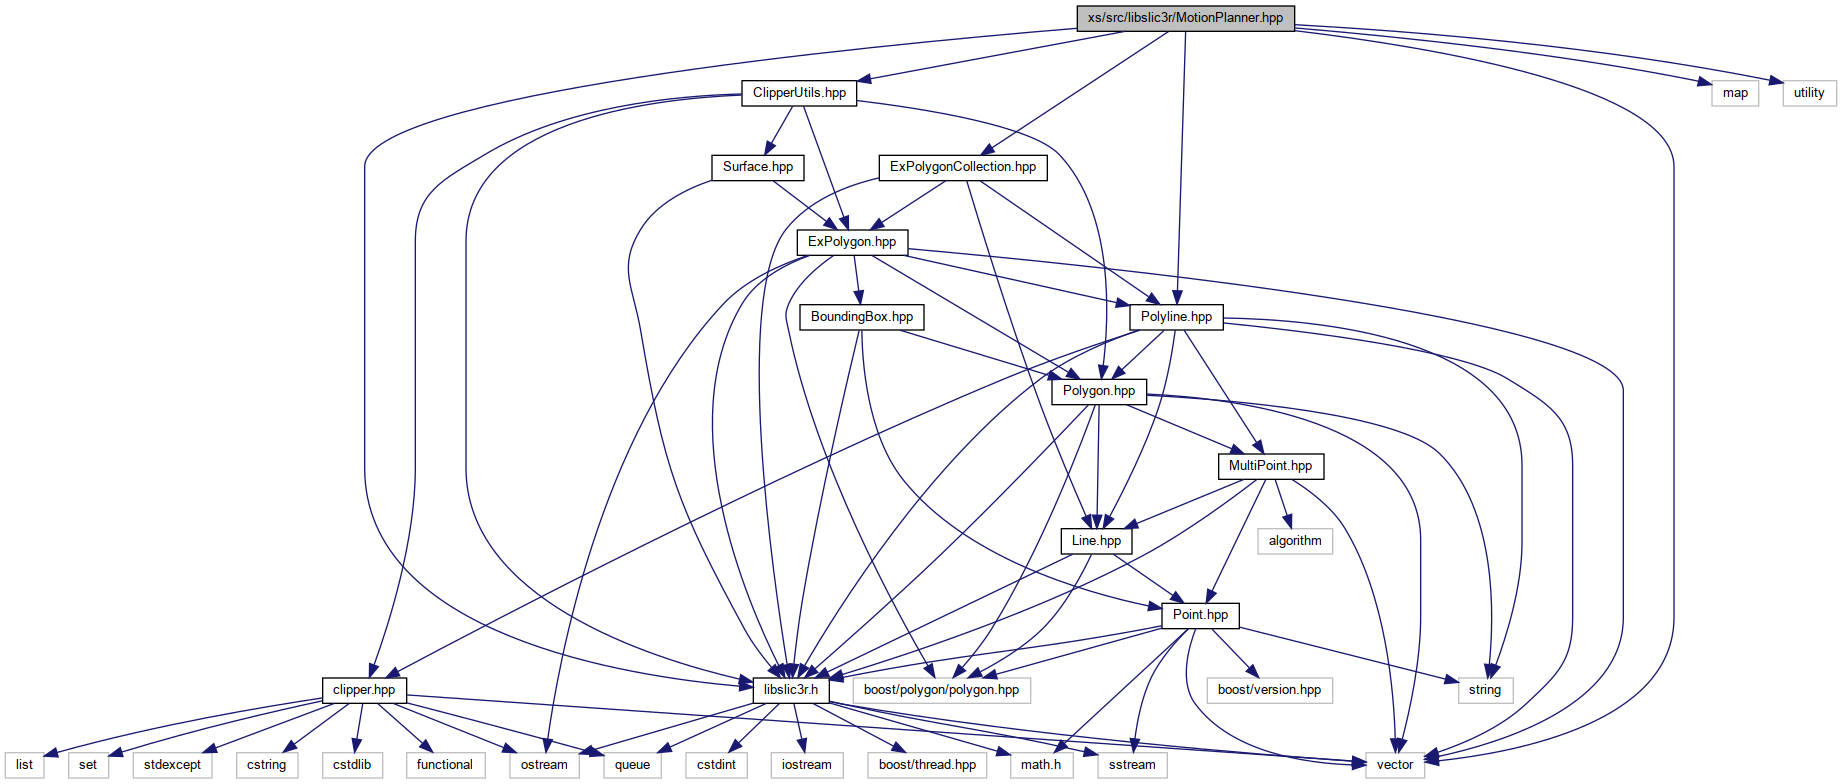 xs/src/libslic3r/MotionPlanner.hpp
ClipperUtils.hpp
map
utility
Surface.hpp
ExPolygonCollection.hpp
ExPolygon.hpp
BoundingBox.hpp
Polyline.hpp
Polygon.hpp
MultiPoint.hpp
Line.hpp
algorithm
Point.hpp
clipper.hpp
libslic3r.h
boost/polygon/polygon.hpp
boost/version.hpp
string
list
set
stdexcept
cstring
cstdlib
functional
ostream
queue
cstdint
iostream
boost/thread.hpp
math.h
sstream
vector